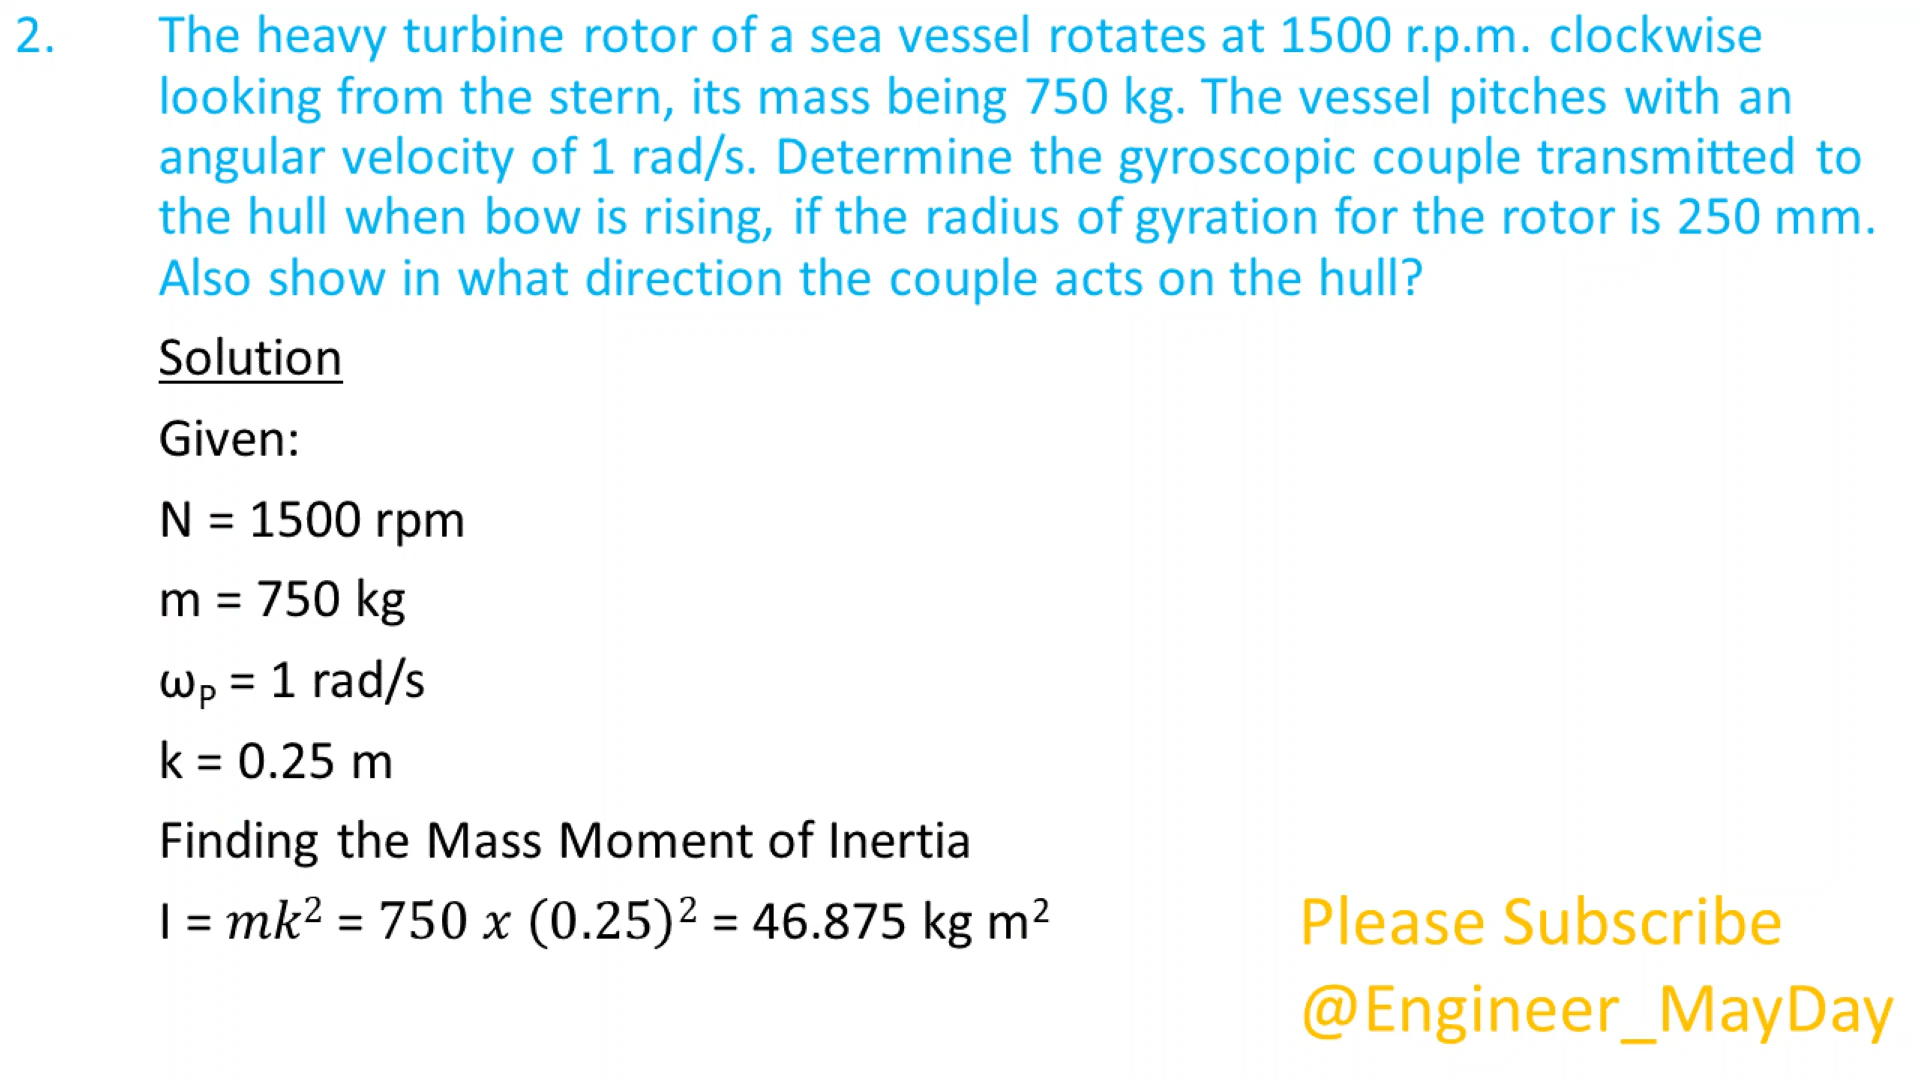 2. The heavy turbine rotor of a sea vessel rotates at 1500 r.p.m. clockwise
looking from the stern, its mass being 750 kg. The vessel pitches with an
angular velocity of 1 rad/s. Determine the gyroscopic couple transmitted to
the hull when bow is rising, if the radius of gyration for the rotor is 250 mm.
Also show in what direction the couple acts on the hull?
Solution
Given:
N = 1500 rpm
m = 750 kg
ωₚ = 1 rad/s
k = 0.25 m
Finding the Mass Moment of Inertia
I = mk² = 750 x (0.25)² = 46.875 kg m²
Please Subscribe
@Engineer_MayDay